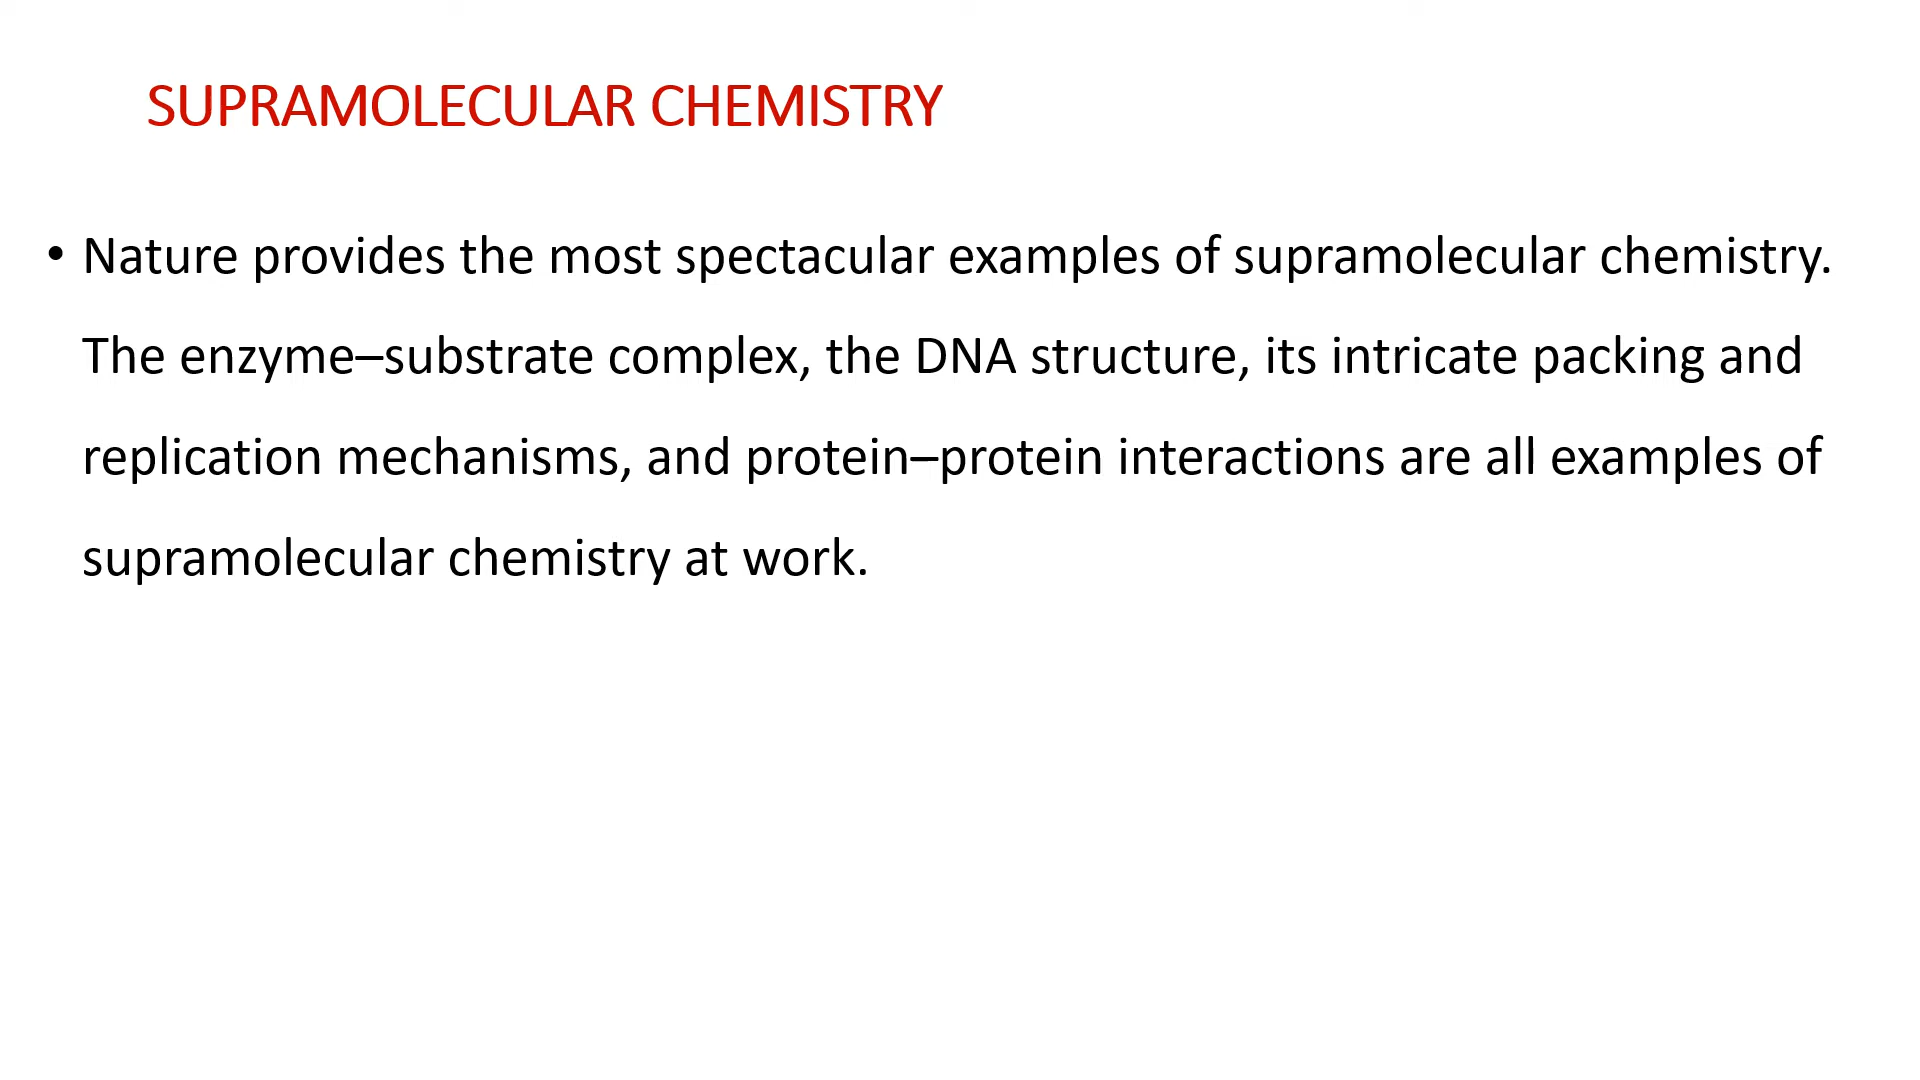 SUPRAMOLECULAR CHEMISTRY
• Nature provides the most spectacular examples of supramolecular chemistry.
The enzyme–substrate complex, the DNA structure, its intricate packing and
replication mechanisms, and protein–protein interactions are all examples of
supramolecular chemistry at work.